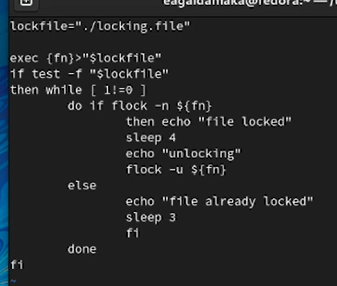 eagaidamaka@fedora:~ —
lockfile="./locking.file"
exec {fn}>"$lockfile"
if test -f "$lockfile"
then while [ 1!=0 ]
do if flock -n ${fn}
then echo "file locked"
sleep 4
echo "unlocking"
flock -u ${fn}
else
echo "file already locked"
sleep 3
fi
done
fi
~